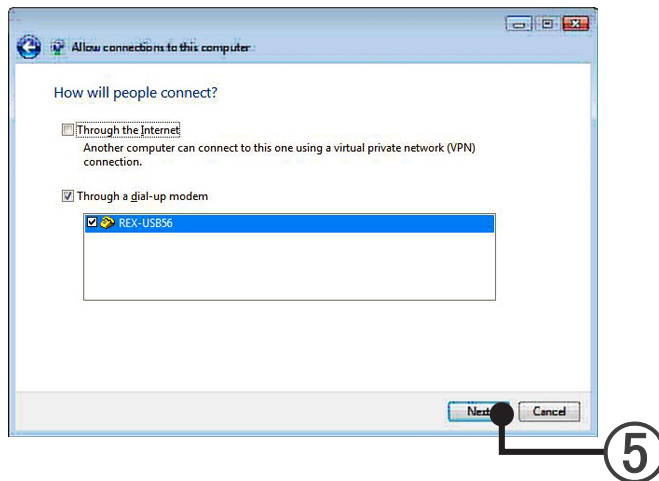 Allow connections to this computer
How will people connect?
Through the Internet
Another computer can connect to this one using a virtual private network (VPN)
connection.
Through a dial-up modem
REX-USB56
Next
Cancel
5